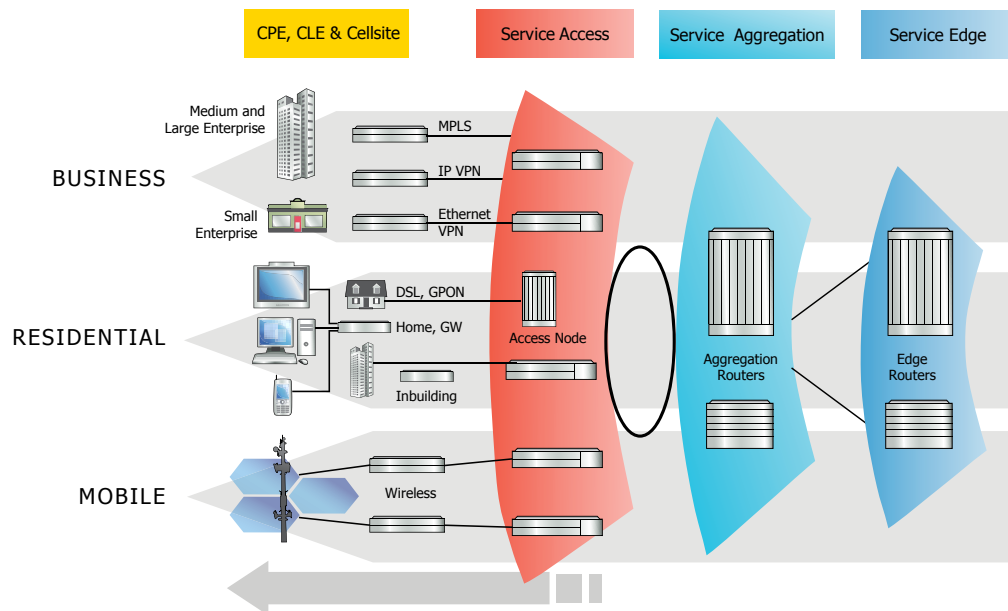 CPE, CLE & Cellsite
Service Access
Service Aggregation
Service Edge
BUSINESS
Medium and
Large Enterprise
MPLS
IP VPN
Small
Enterprise
Ethernet
VPN
RESIDENTIAL
DSL, GPON
Home, GW
Inbuilding
Access Node
Aggregation
Routers
Edge
Routers
MOBILE
Wireless